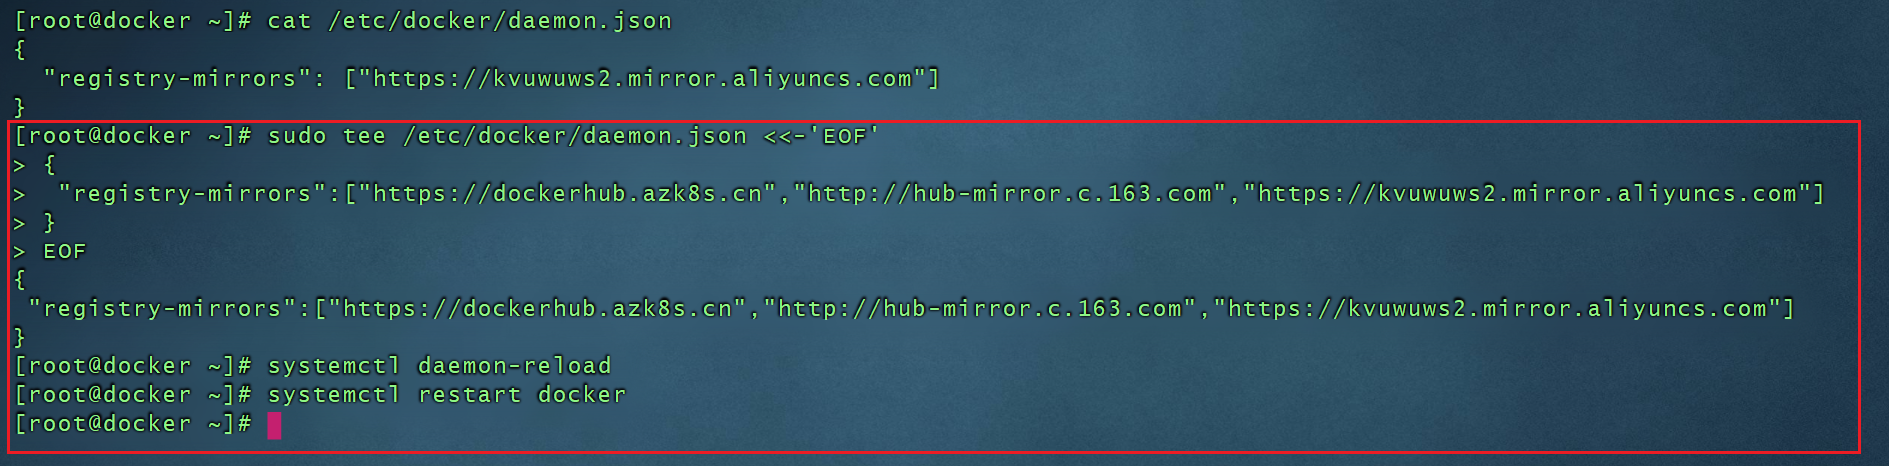 [root@docker ~]# cat /etc/docker/daemon.json
{
  "registry-mirrors": ["https://kvuwuws2.mirror.aliyuncs.com"]
}
[root@docker ~]# sudo tee /etc/docker/daemon.json <<-'EOF'
> {
>  "registry-mirrors":["https://dockerhub.azk8s.cn","http://hub-mirror.c.163.com","https://kvuwuws2.mirror.aliyuncs.com"]
> }
> EOF
{
 "registry-mirrors":["https://dockerhub.azk8s.cn","http://hub-mirror.c.163.com","https://kvuwuws2.mirror.aliyuncs.com"]
}
[root@docker ~]# systemctl daemon-reload
[root@docker ~]# systemctl restart docker
[root@docker ~]#